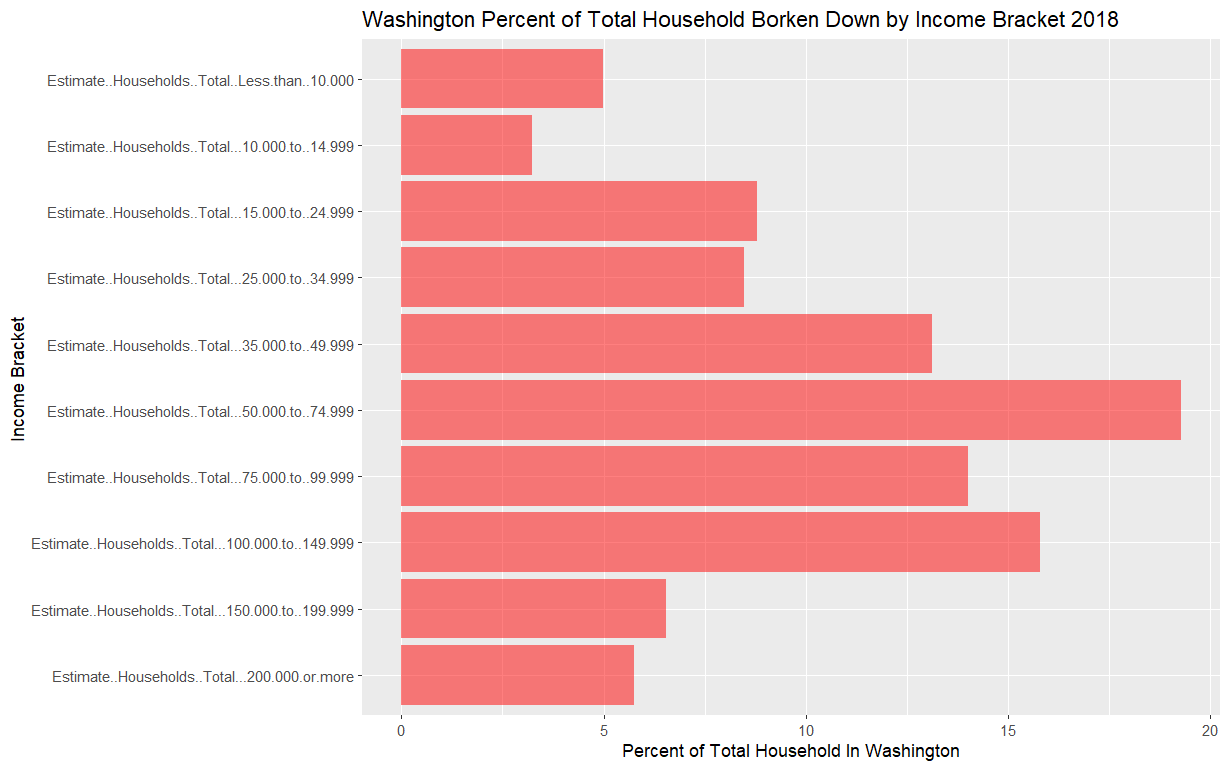 Washington Percent of Total Household Borken Down by Income Bracket 2018
Income Bracket
Estimate..Households..Total..Less.than..10.000
Estimate..Households..Total...10.000.to..14.999
Estimate..Households..Total...15.000.to..24.999
Estimate..Households..Total...25.000.to..34.999
Estimate..Households..Total...35.000.to..49.999
Estimate..Households..Total...50.000.to..74.999
Estimate..Households..Total...75.000.to..99.999
Estimate..Households..Total...100.000.to..149.999
Estimate..Households..Total...150.000.to..199.999
Estimate..Households..Total...200.000.or.more
0 5 10 15 20
Percent of Total Household In Washington